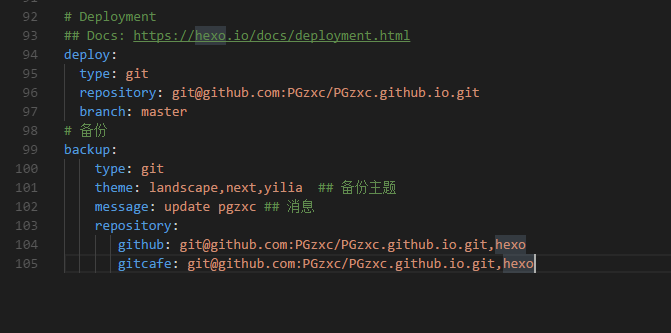 92 # Deployment
93 ## Docs: https://hexo.io/docs/deployment.html
94 deploy:
95 type: git
96 repository: git@github.com:PGzxc/PGzxc.github.io.git
97 branch: master
98 # 备份
99 backup:
100 type: git
101 theme: landscape,next,yilia ## 备份主题
102 message: update pgzxc ## 消息
103 repository:
104 github: git@github.com:PGzxc/PGzxc.github.io.git,hexo
105 gitcafe: git@github.com:PGzxc/PGzxc.github.io.git,hexo